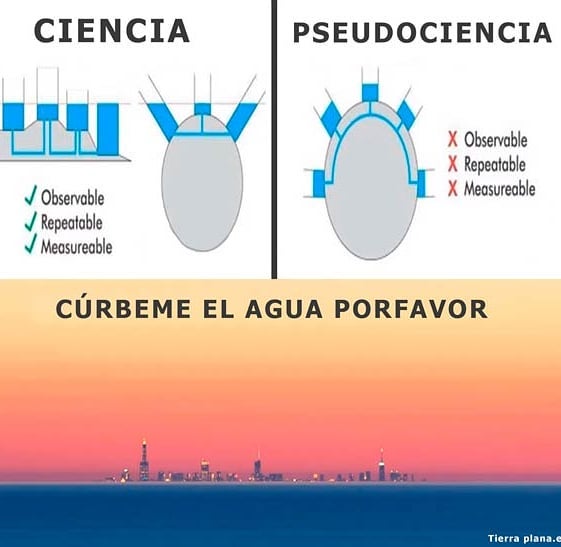 CIENCIA
Observable
Repeatable
Measureable
PSEUDOCIENCIA
X Observable
X Repeatable
X Measureable
CÚRBEME EL AGUA PORFAVOR
Tierra plana.e